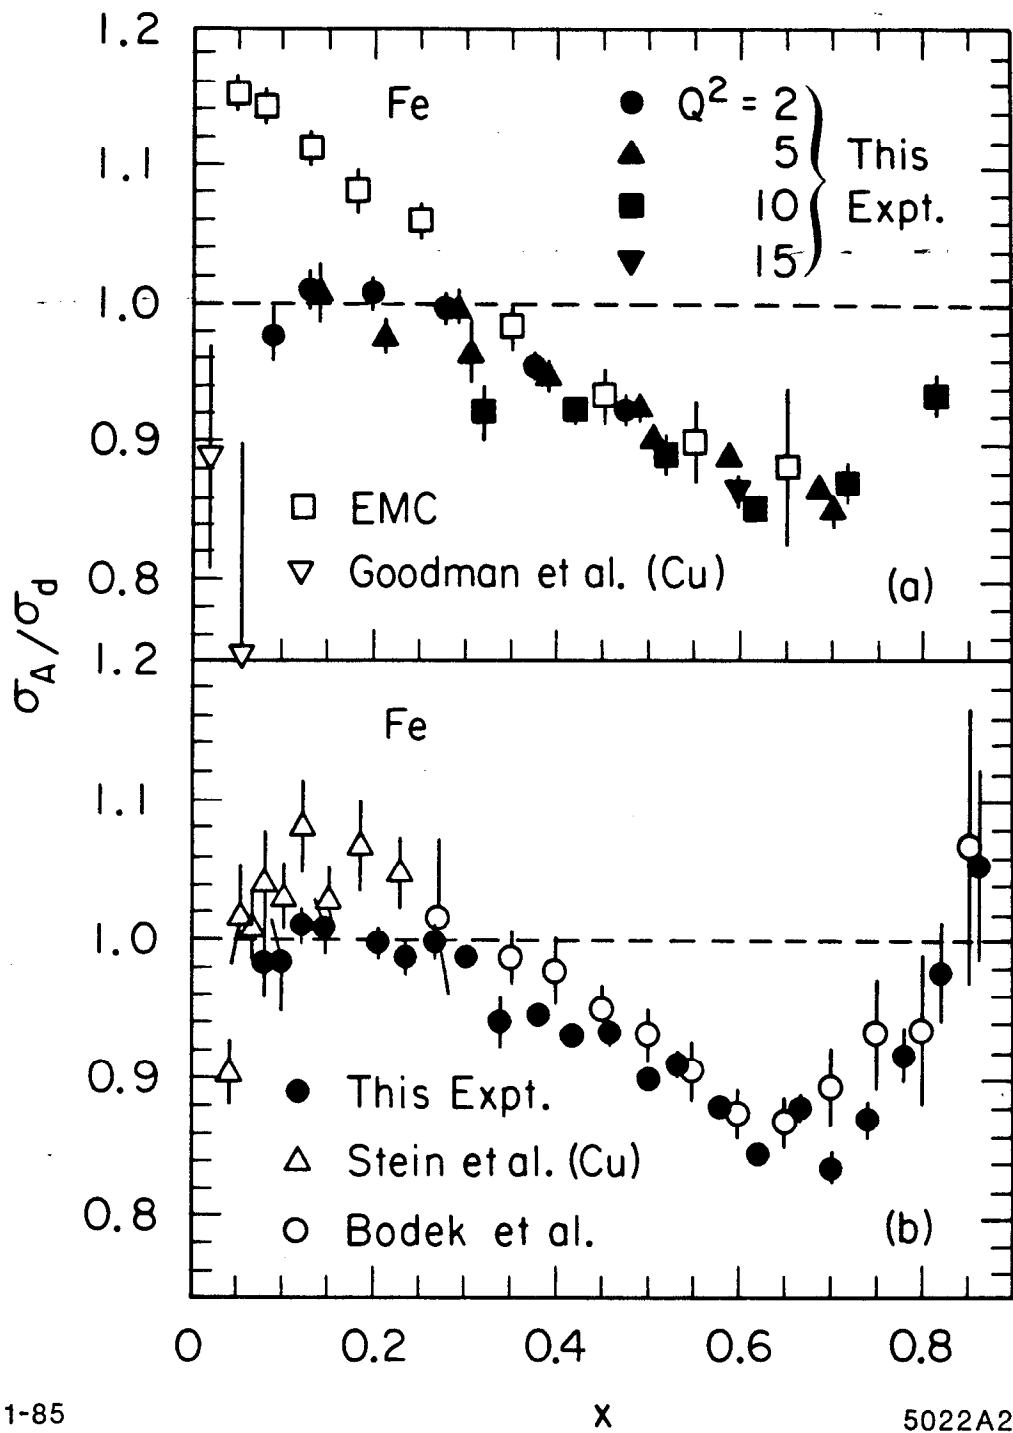 1.2
Fe
Q² = 2
5
This
1.1
10
Expt.
15
1.0
0.9
EMC
Goodman et al. (Cu)
0.8
(a)
σA/σd
1.2
Fe
1.1
1.0
0.9
This Expt.
Stein et al. (Cu)
0.8
Bodek et al.
(b)
0 0.2 0.4 0.6 0.8
1-85
x
5022A2